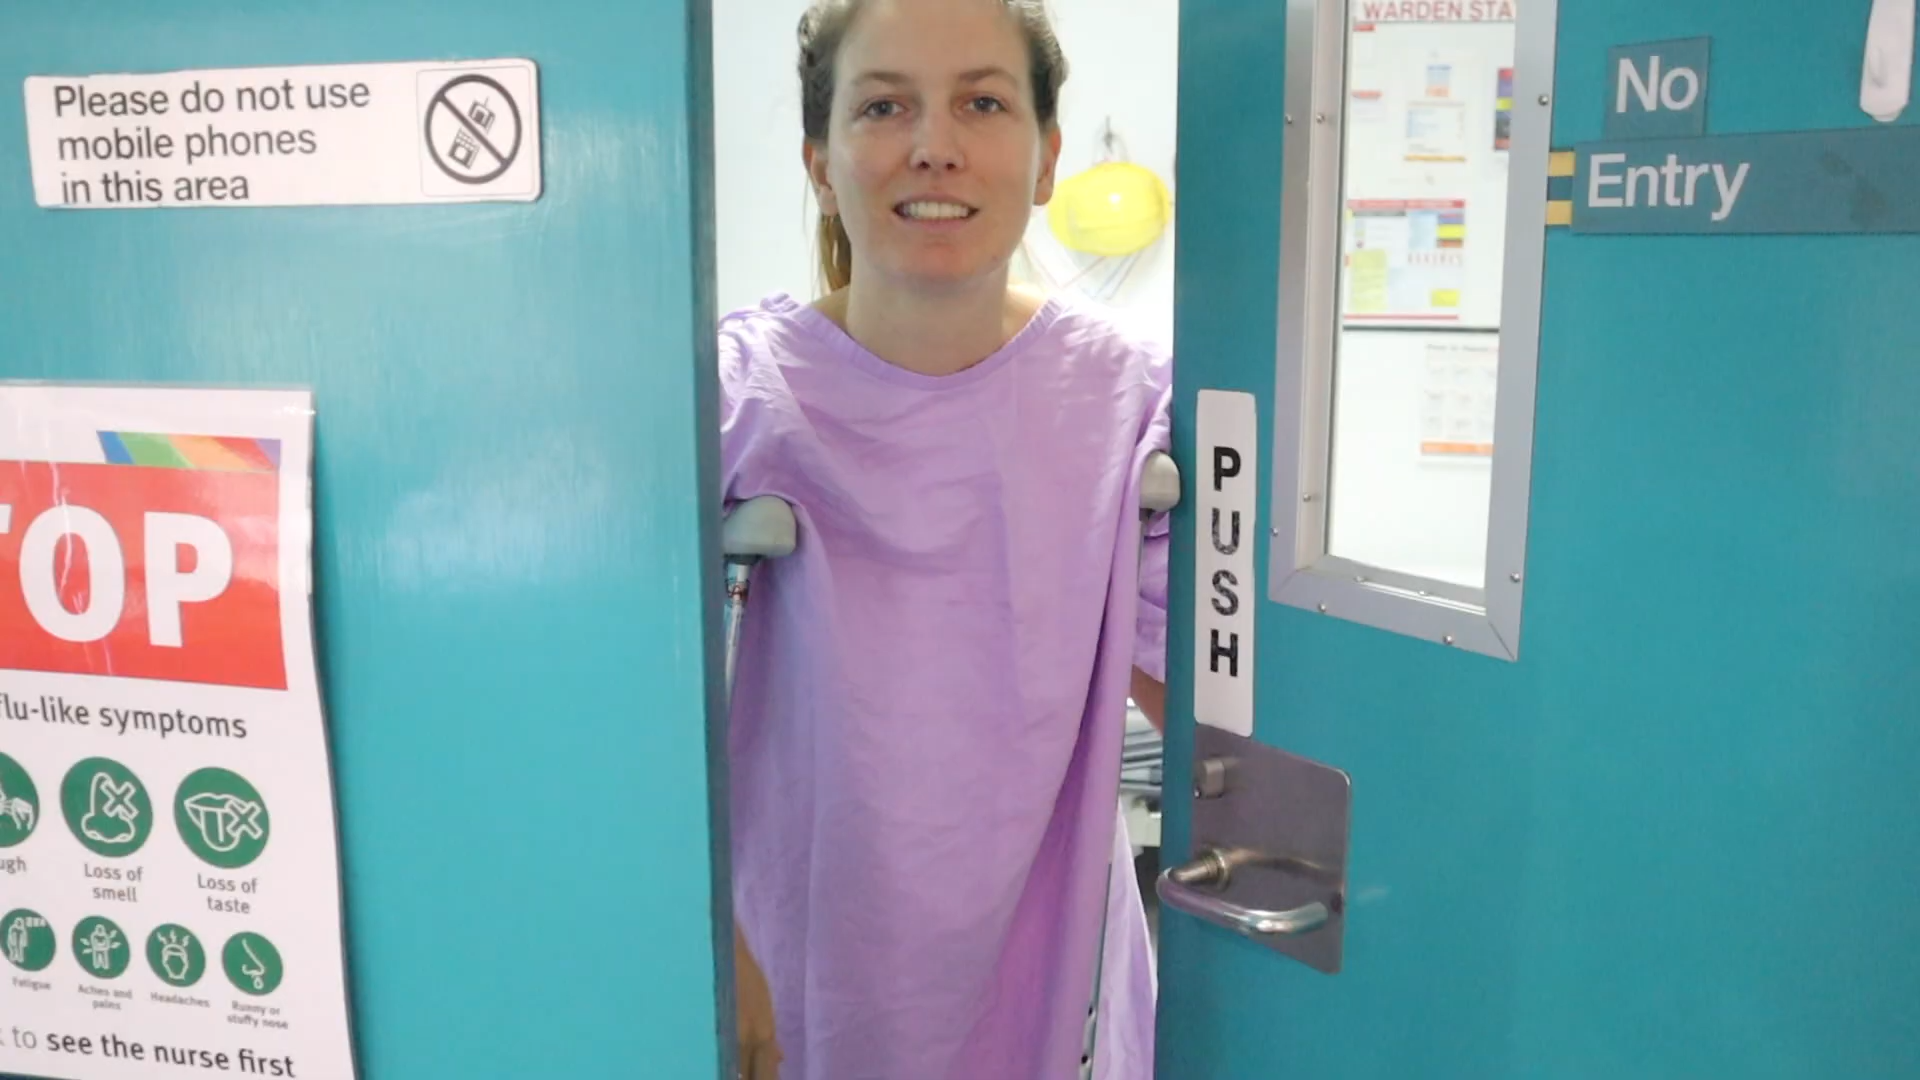 Please do not use
mobile phones
in this area
TOP
flu-like symptoms
ugh
Loss of
smell
Loss of
taste
Fatigue
Aches and
pains
Headaches
Runny or
stuffy nose
to see the nurse first
PUSH
WARDEN STA
No
Entry